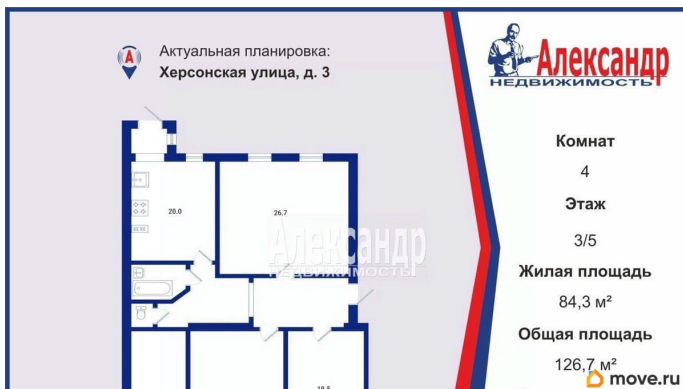 Актуальная планировка:
Херсонская улица, д. 3
Александр
НЕДВИЖИМОСТЬ
Комнат
4
Этаж
3/5
Жилая площадь
84,3 м²
Общая площадь
126,7 м²
20.0
26.7
Александр
НЕДВИЖИМОСТЬ
move.ru